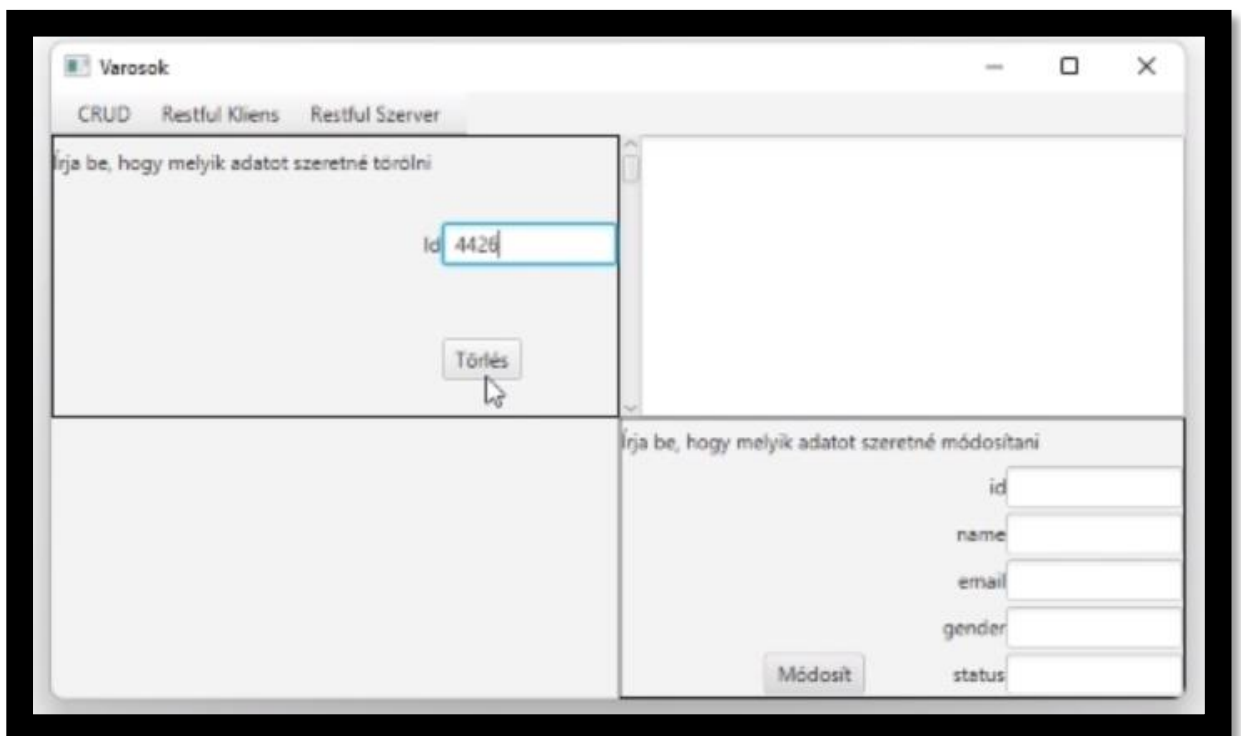 Varosok
CRUD Restful Kliens Restful Szerver
Írja be, hogy melyik adatot szeretné törölni
Id 4426
Törlés
Írja be, hogy melyik adatot szeretné módosítani
id
name
email
gender
Módosít status